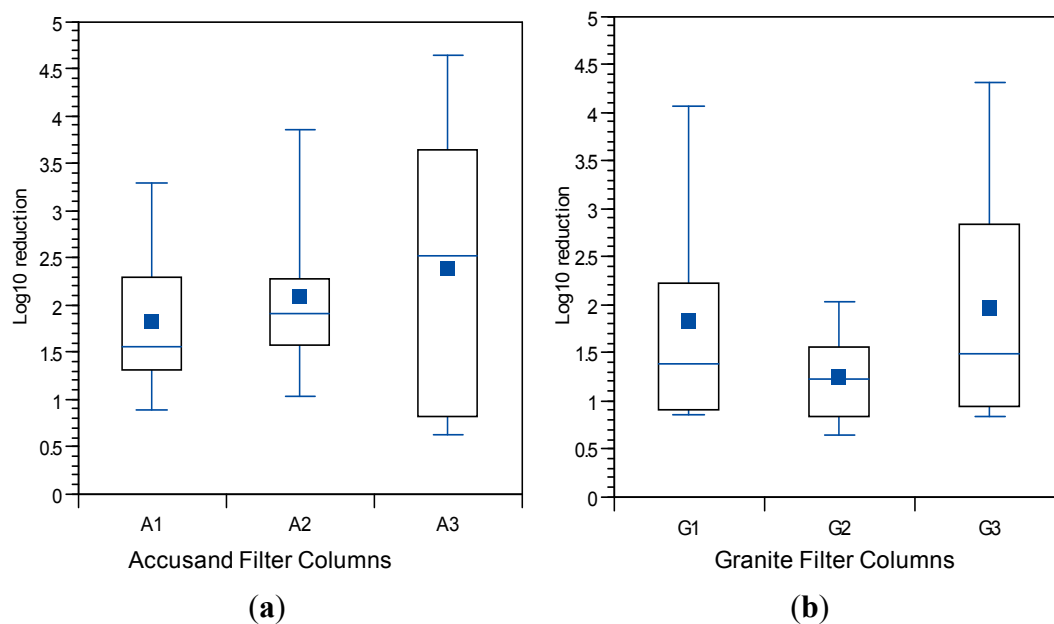 Log10 reduction
5
4.5
4
3.5
3
2.5
2
1.5
1
0.5
0
A1 A2 A3
Accusand Filter Columns
(a)
Log10 reduction
5
4.5
4
3.5
3
2.5
2
1.5
1
0.5
0
G1 G2 G3
Granite Filter Columns
(b)